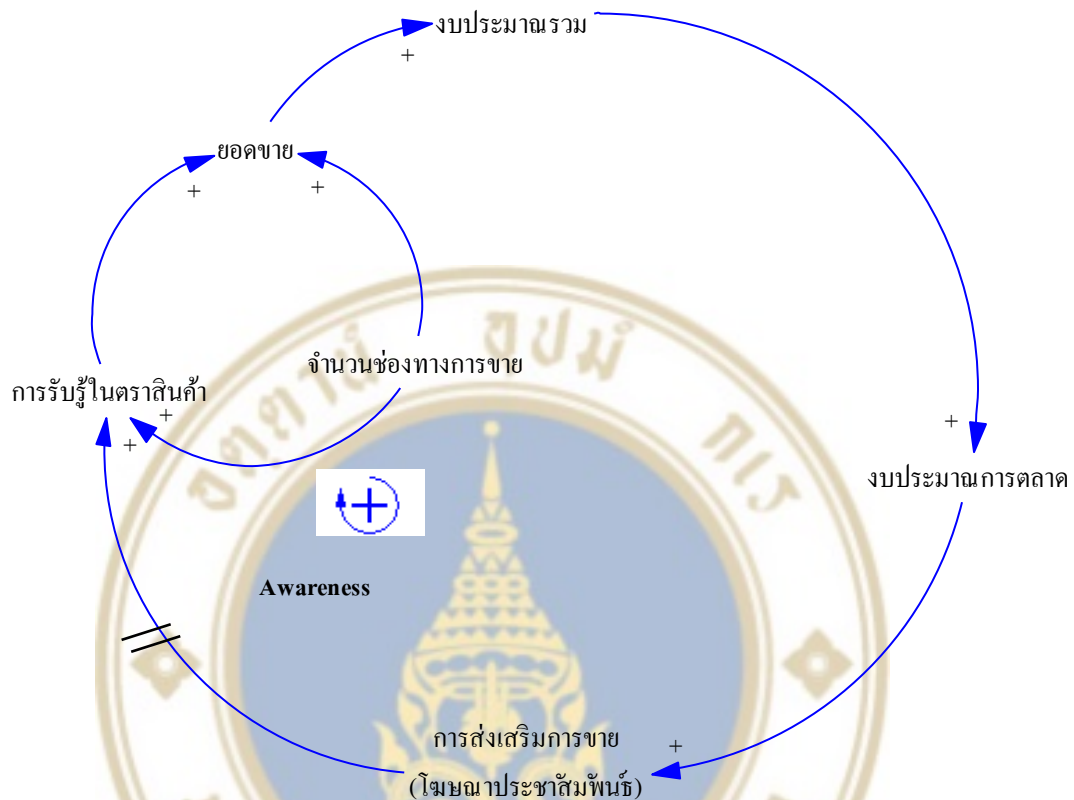 งบประมาณรวม
+
ยอดขาย
+
+
จำนวนช่องทางการขาย
การรับรู้ในตราสินค้า
+
+
+
งบประมาณการตลาด
Awareness
การส่งเสริมการขาย
+
(โฆษณาประชาสัมพันธ์)